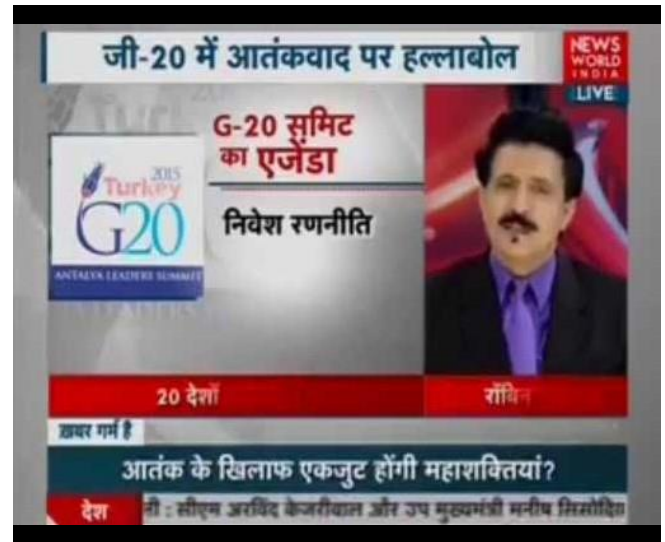 जी-20 में आतंकवाद पर हल्लाबोल
NEWS
WORLD
INDIA
LIVE
G-20 समिट
का एजेंडा
2015
Turkey
G20
ANTALYA LEADERS SUMMIT
निवेश रणनीति
20 देशों
रॉबिन
ख़बर गर्म है
आतंक के खिलाफ एकजुट होंगी महाशक्तियां?
देश
नी : सीएम अरविंद केजरीवाल और उप मुख्यमंत्री मनीष सिसोदिया